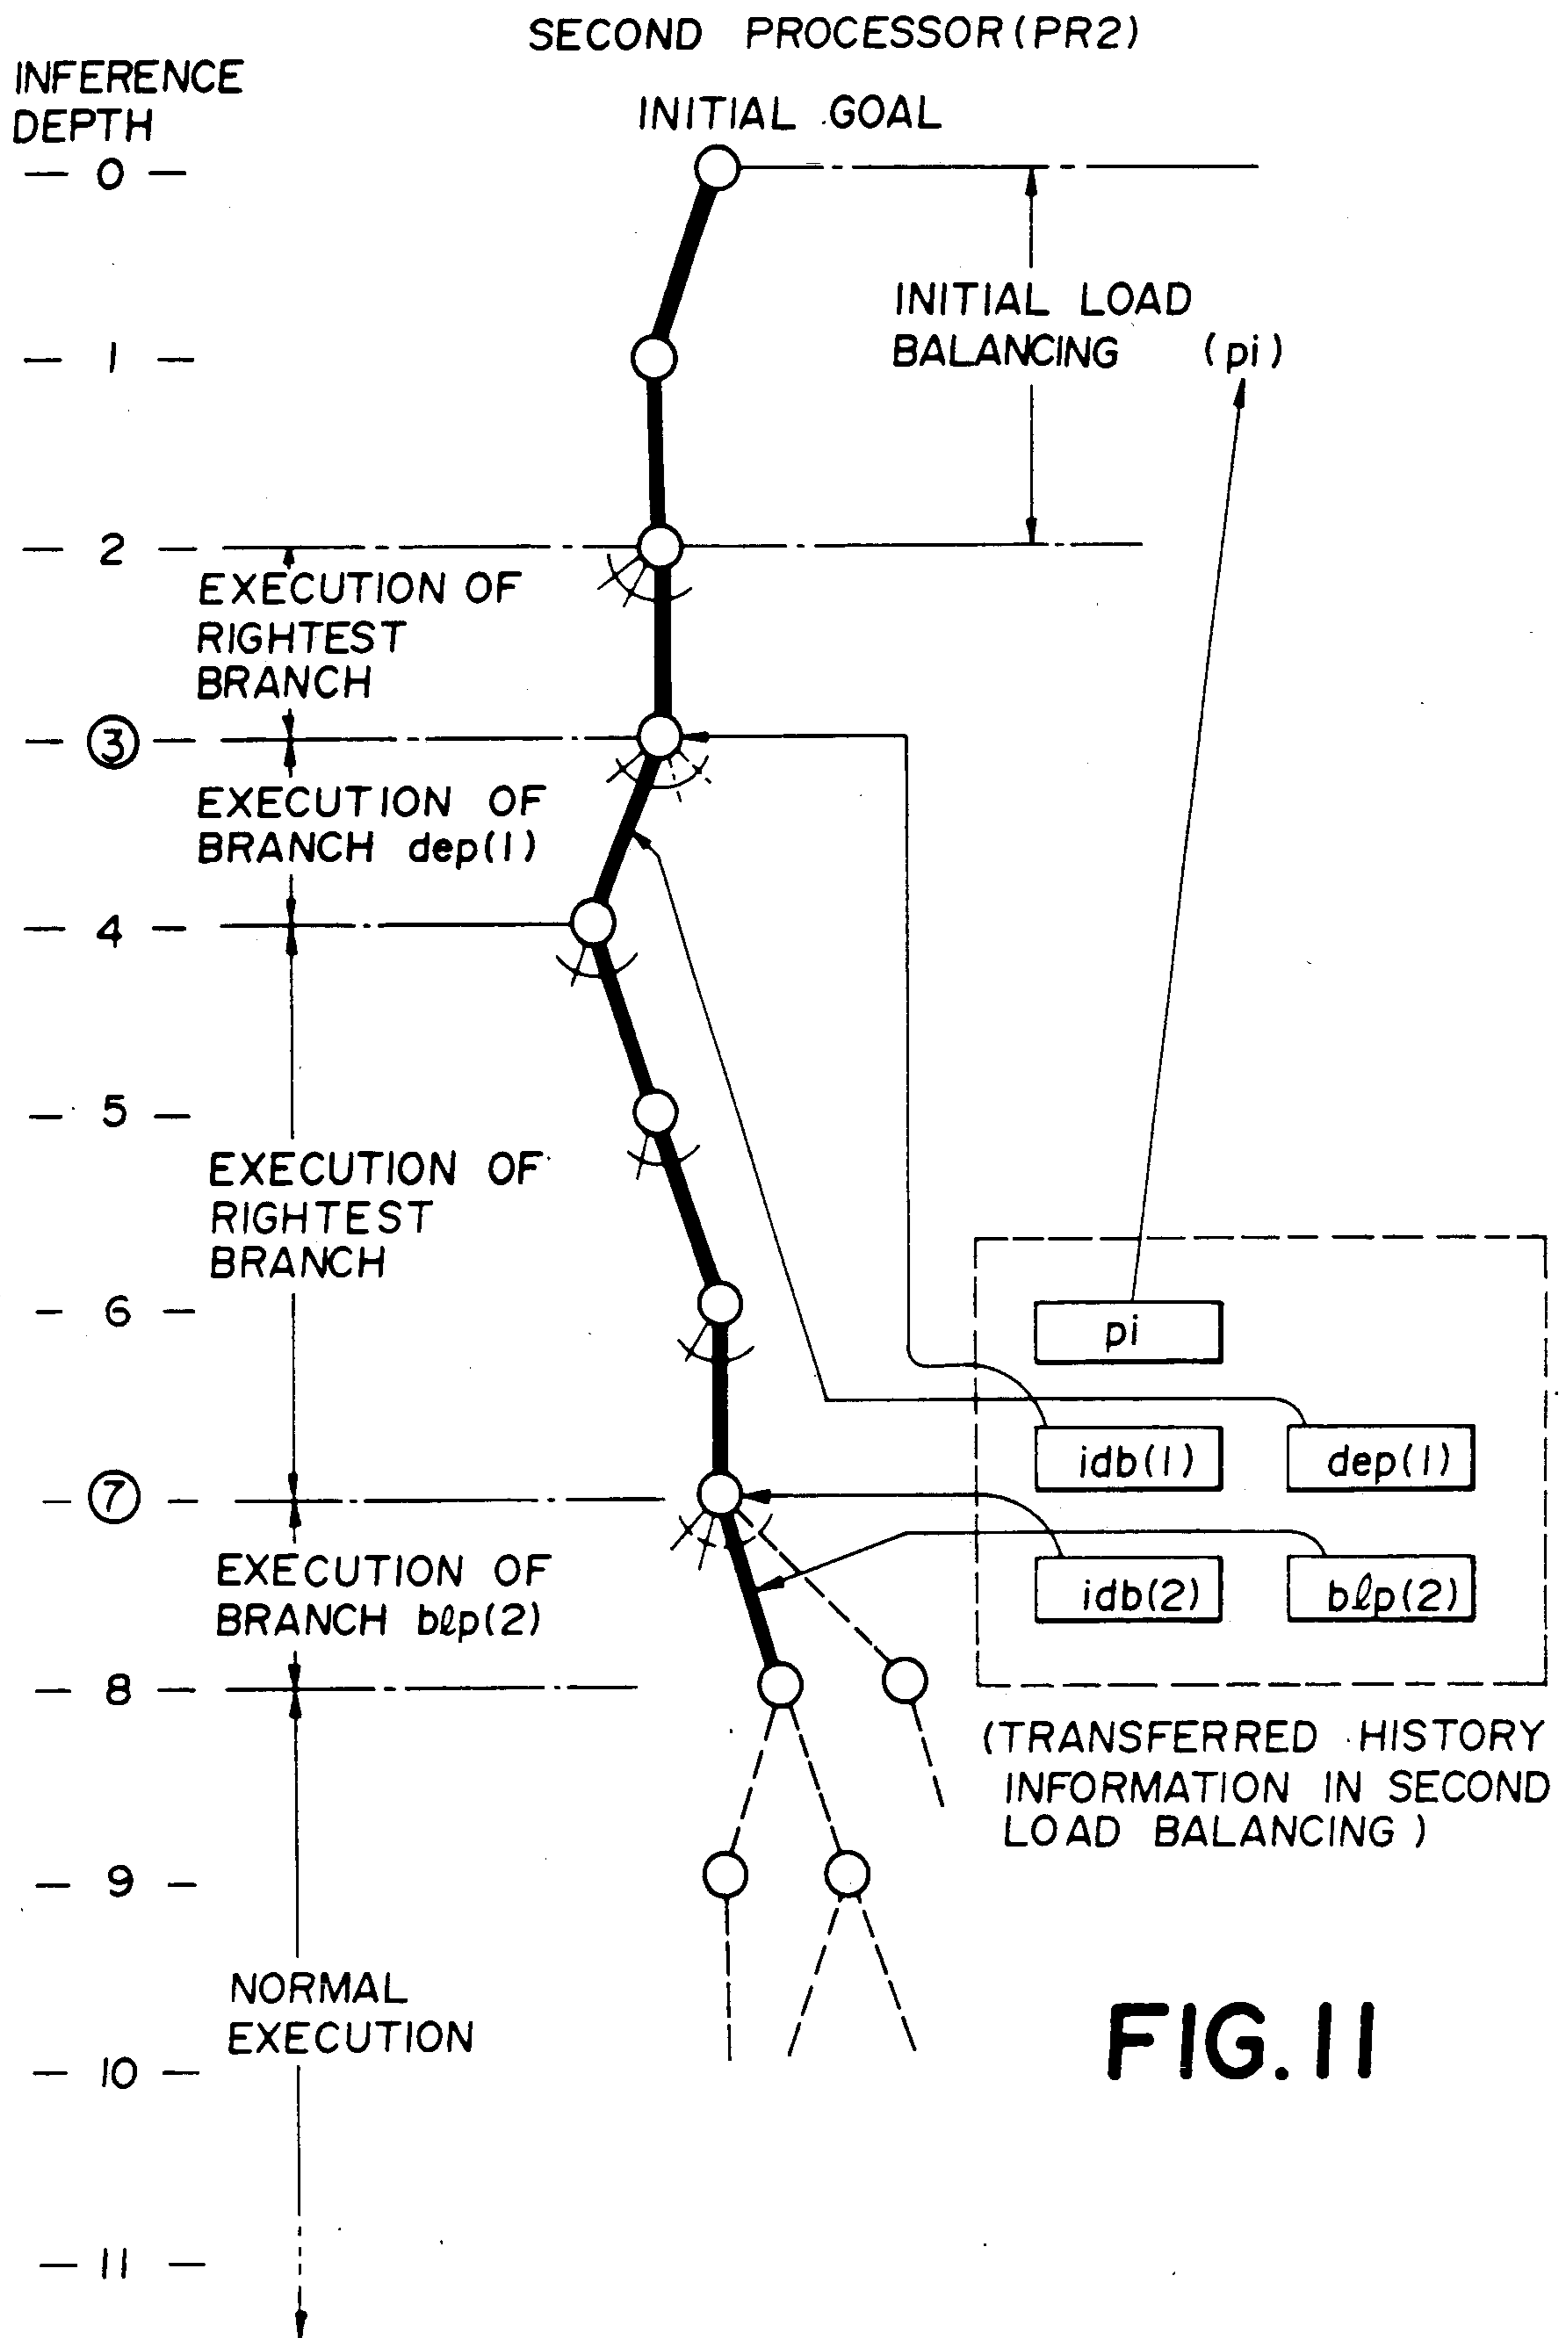 SECOND PROCESSOR (PR2)
INFERENCE
DEPTH
INITIAL GOAL
— 0 —
INITIAL LOAD
BALANCING (pi)
— 1 —
— 2 —
EXECUTION OF
RIGHTEST
BRANCH
— 3 —
EXECUTION OF
BRANCH dep(1)
— 4 —
— 5 —
EXECUTION OF
RIGHTEST
BRANCH
— 6 —
pi
idb(1)
dep(1)
— 7 —
EXECUTION OF
BRANCH blp(2)
idb(2)
blp(2)
— 8 —
(TRANSFERRED HISTORY
INFORMATION IN SECOND
LOAD BALANCING)
— 9 —
NORMAL
EXECUTION
— 10 —
— 11 —
FIG. 11